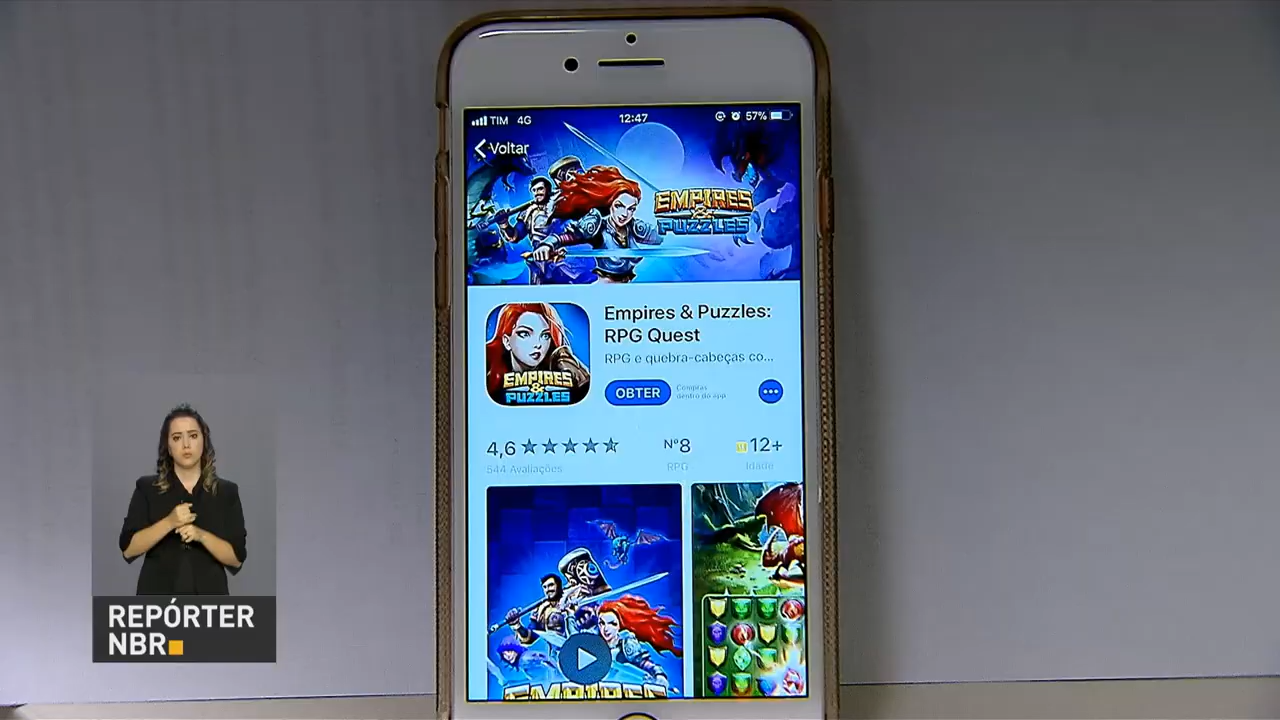 TIM 4G 12:47 57%
Voltar
EMPIRES
&
PUZZLES
Empires & Puzzles:
RPG Quest
RPG e quebra-cabeças co...
EMPIRES
&
PUZZLES
OBTER
Compras
dentro do app
4,6
Nº8
12+
544 Avaliações
RPG
Idade
EMPIRES
REPÓRTER
NBR